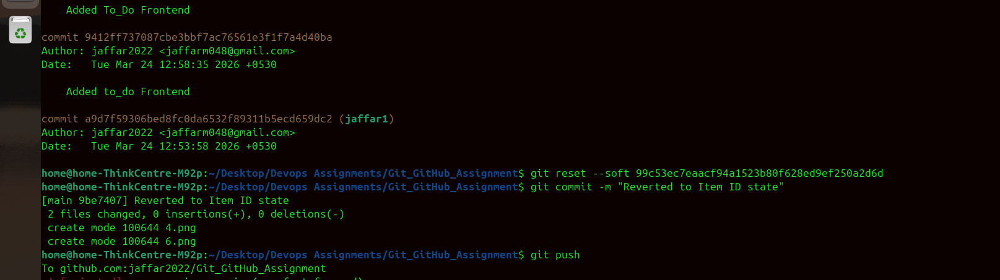 Added To_Do Frontend
commit 9412ff737087cbe3bbf7ac76561e3f1f7a4d40ba
Author: jaffar2022 <jaffarm048@gmail.com>
Date:   Tue Mar 24 12:58:35 2026 +0530
Added to_do Frontend
commit a9d7f59306bed8fc0da6532f89311b5ecd659dc2 (jaffar1)
Author: jaffar2022 <jaffarm048@gmail.com>
Date:   Tue Mar 24 12:53:58 2026 +0530
home@home-ThinkCentre-M92p:~/Desktop/Devops Assignments/Git_GitHub_Assignment$ git reset --soft 99c53ec7eaacf94a1523b80f628ed9ef250a2d6d
home@home-ThinkCentre-M92p:~/Desktop/Devops Assignments/Git_GitHub_Assignment$ git commit -m "Reverted to Item ID state"
[main 9be7407] Reverted to Item ID state
 2 files changed, 0 insertions(+), 0 deletions(-)
 create mode 100644 4.png
 create mode 100644 6.png
home@home-ThinkCentre-M92p:~/Desktop/Devops Assignments/Git_GitHub_Assignment$ git push
To github.com:jaffar2022/Git_GitHub_Assignment